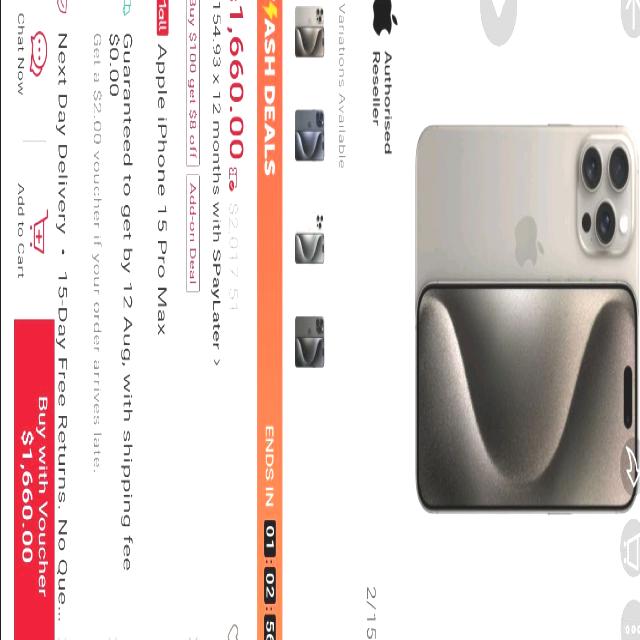 Authorised
Reseller
2/15
Variations Available
ASH DEALS
ENDS IN 01 : 02 : 56
1,660.00 $2,017.51
154.93 x 12 months with SPayLater >
Buy $100 get $8 off Add-on Deal
Mall Apple iPhone 15 Pro Max
Guaranteed to get by 12 Aug, with shipping fee
$0.00
Get a $2.00 voucher if your order arrives late.
Next Day Delivery • 15-Day Free Returns. No Que...
Chat Now
Add to Cart
Buy with Voucher
$1,660.00